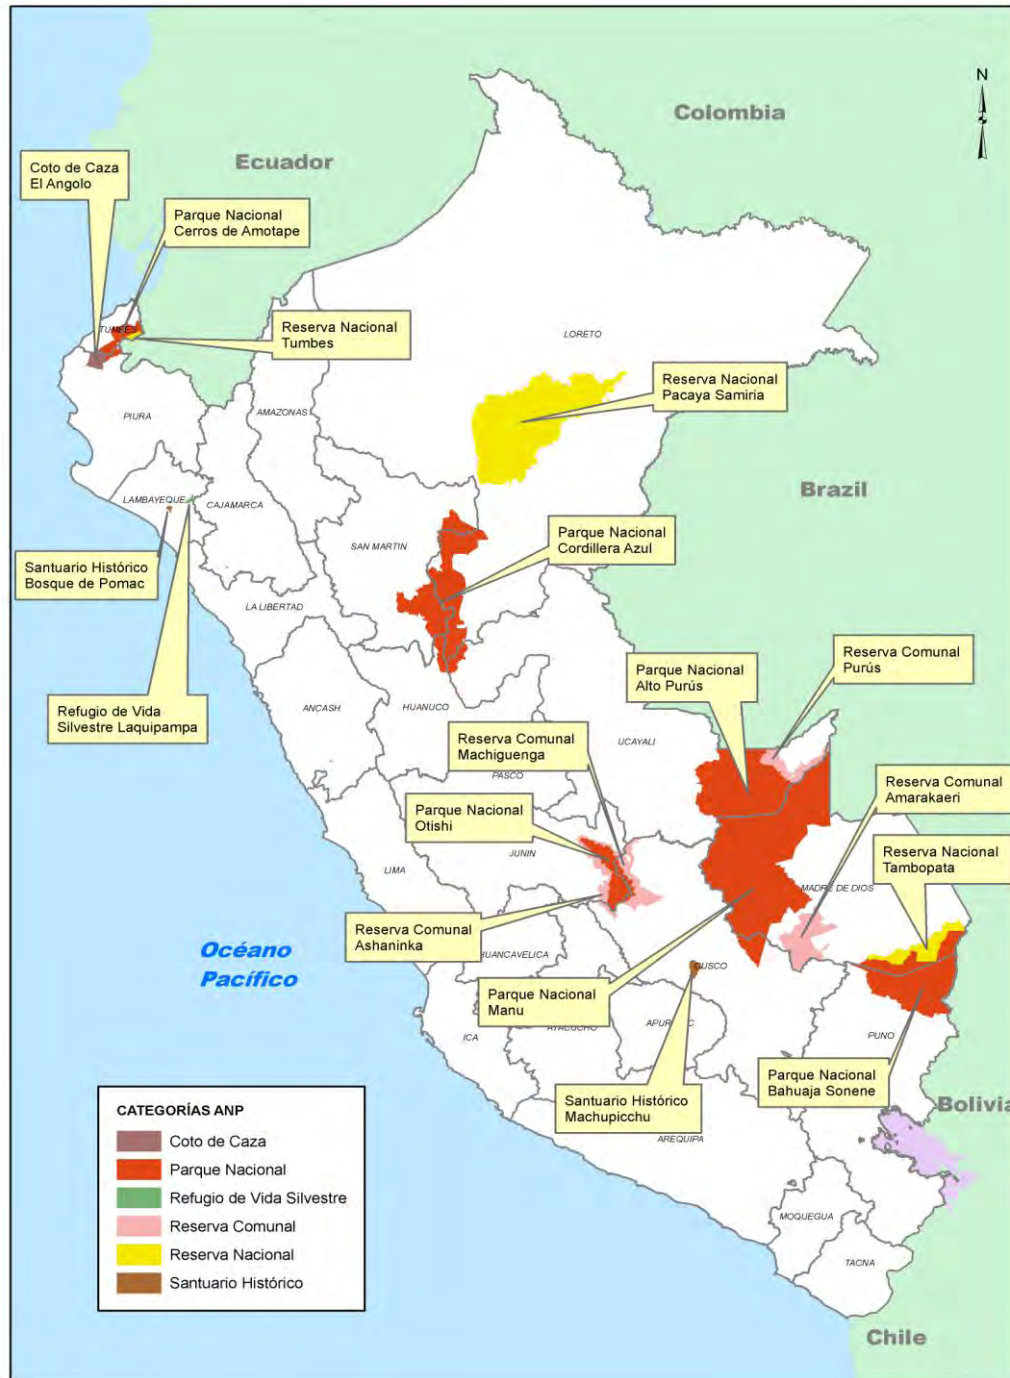 N
Colombia
Ecuador
Coto de Caza
El Angolo
Parque Nacional
Cerros de Amotape
TUMBES
Reserva Nacional
Tumbes
LORETO
Reserva Nacional
Pacaya Samiria
PIURA
AMAZONAS
Brazil
LAMBAYEQUE
CAJAMARCA
SAN MARTIN
Parque Nacional
Cordillera Azul
Santuario Histórico
Bosque de Pomac
LA LIBERTAD
Reserva Comunal
Purús
Parque Nacional
Alto Purús
Refugio de Vida
Silvestre Laquipampa
ANCASH
HUANUCO
UCAYALI
Reserva Comunal
Machiguenga
PASCO
Reserva Comunal
Amarakaeri
Parque Nacional
Otishi
JUNIN
LIMA
Reserva Nacional
Tambopata
MADRE DE DIOS
Reserva Comunal
Ashaninka
Océano
Pacífico
HUANCAVELICA
CUSCO
Parque Nacional
Manu
ICA
AYACUCHO
PUNO
Parque Nacional
Bahuaja Sonene
Santuario Histórico
Machupicchu
Bolivia
AREQUIPA
CATEGORÍAS ANP
Coto de Caza
Parque Nacional
Refugio de Vida Silvestre
Reserva Comunal
Reserva Nacional
Santuario Histórico
MOQUEGUA
TACNA
Chile